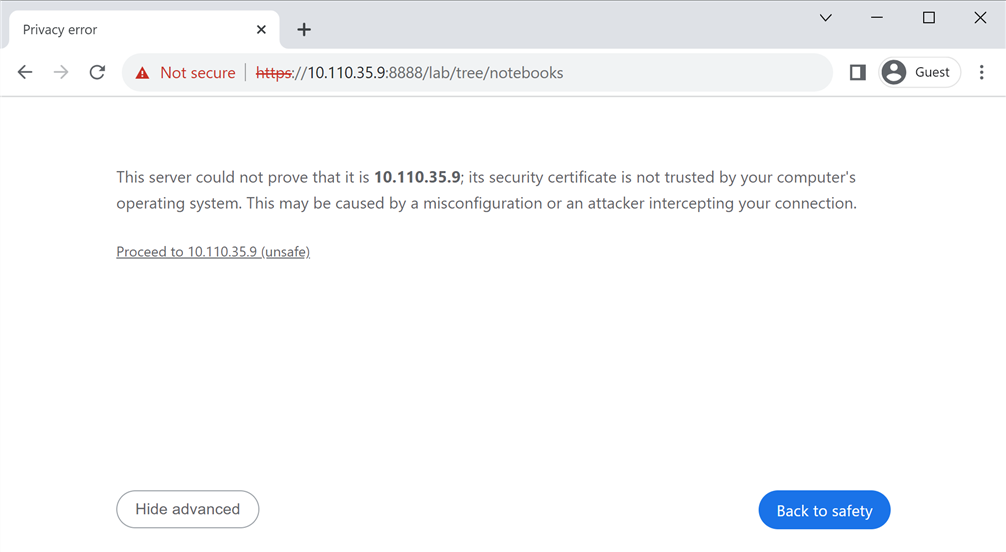 Privacy error
Not secure https://10.110.35.9:8888/lab/tree/notebooks Guest
This server could not prove that it is 10.110.35.9; its security certificate is not trusted by your computer's
operating system. This may be caused by a misconfiguration or an attacker intercepting your connection.
Proceed to 10.110.35.9 (unsafe)
Hide advanced Back to safety